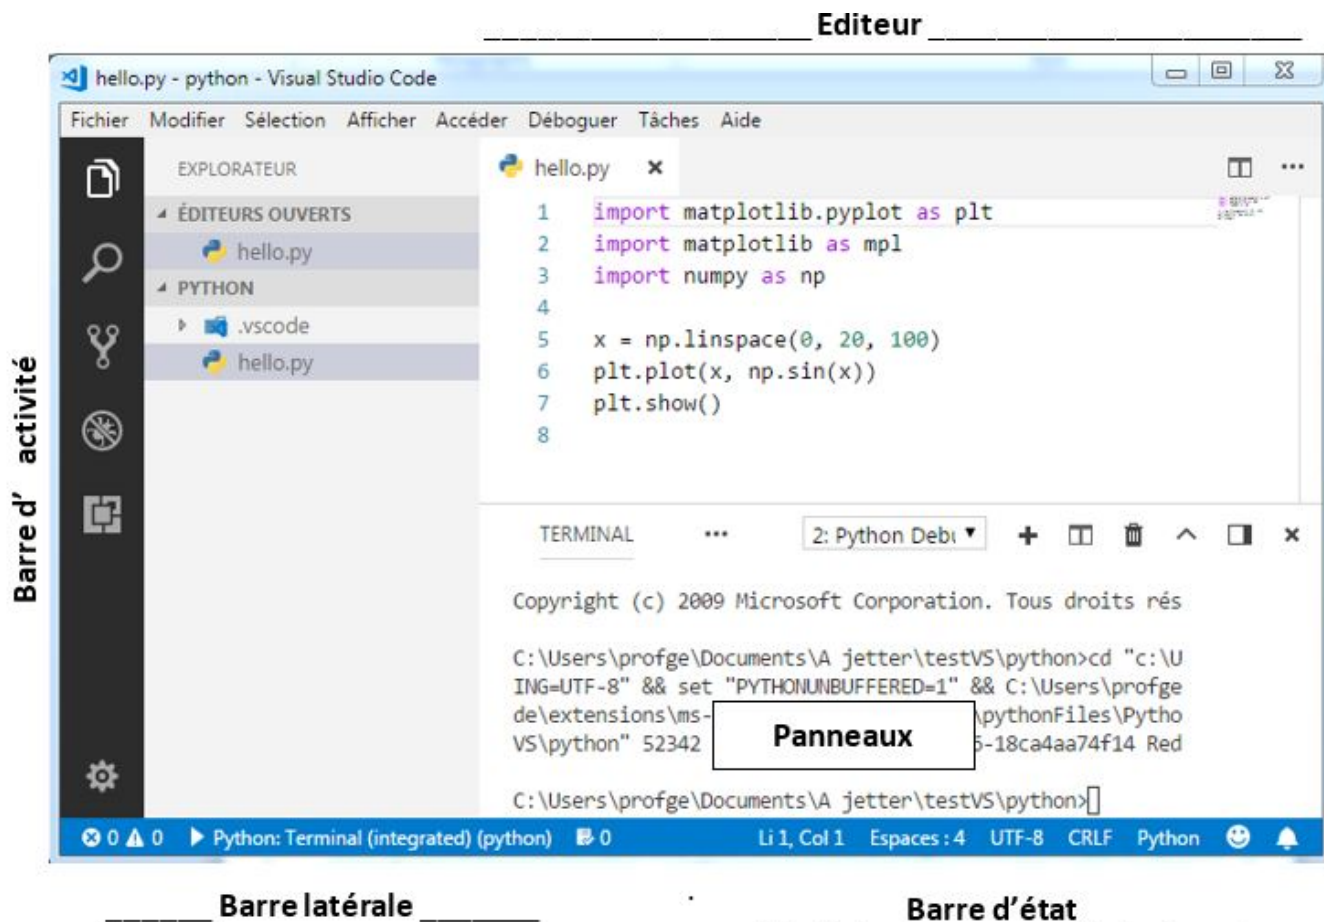 Editeur
hello.py - python - Visual Studio Code
Fichier Modifier Sélection Afficher Accéder Déboguer Tâches Aide
EXPLORATEUR
ÉDITEURS OUVERTS
hello.py
PYTHON
.vscode
hello.py
hello.py
1 import matplotlib.pyplot as plt
2 import matplotlib as mpl
3 import numpy as np
4
5 x = np.linspace(0, 20, 100)
6 plt.plot(x, np.sin(x))
7 plt.show()
8
TERMINAL ••• 2: Python Debu
Copyright (c) 2009 Microsoft Corporation. Tous droits rés
C:\Users\profge\Documents\A jetter\testVS\python>cd "c:\U
ING=UTF-8" && set "PYTHONUNBUFFERED=1" && C:\Users\profge
de\extensions\ms- \pythonFiles\Pytho
VS\python" 52342 -18ca4aa74f14 Red
Panneaux
C:\Users\profge\Documents\A jetter\testVS\python>
0 0 Python: Terminal (integrated) (python) 0 Li 1, Col 1 Espaces : 4 UTF-8 CRLF Python
Barre d' activité
Barre latérale
Barre d'état